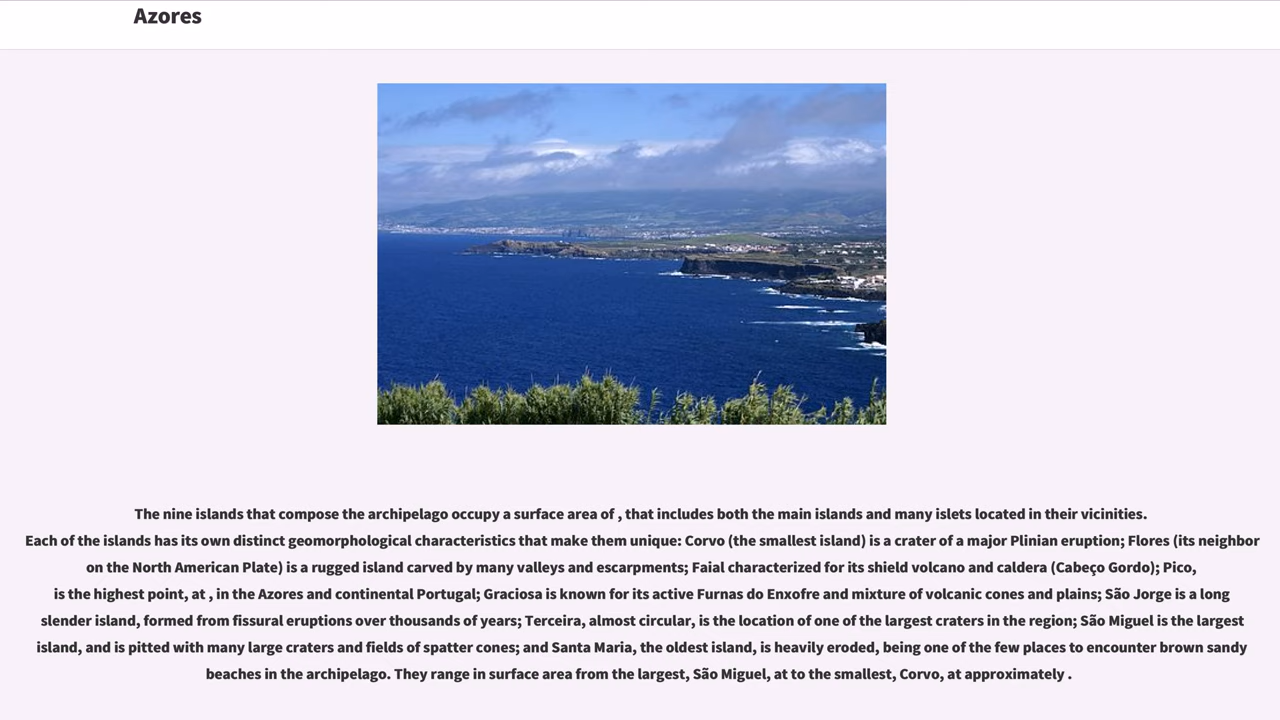 Azores
The nine islands that compose the archipelago occupy a surface area of , that includes both the main islands and many islets located in their vicinities.
Each of the islands has its own distinct geomorphological characteristics that make them unique: Corvo (the smallest island) is a crater of a major Plinian eruption; Flores (its neighbor
on the North American Plate) is a rugged island carved by many valleys and escarpments; Faial characterized for its shield volcano and caldera (Cabeço Gordo); Pico,
is the highest point, at , in the Azores and continental Portugal; Graciosa is known for its active Furnas do Enxofre and mixture of volcanic cones and plains; São Jorge is a long
slender island, formed from fissural eruptions over thousands of years; Terceira, almost circular, is the location of one of the largest craters in the region; São Miguel is the largest
island, and is pitted with many large craters and fields of spatter cones; and Santa Maria, the oldest island, is heavily eroded, being one of the few places to encounter brown sandy
beaches in the archipelago. They range in surface area from the largest, São Miguel, at to the smallest, Corvo, at approximately .